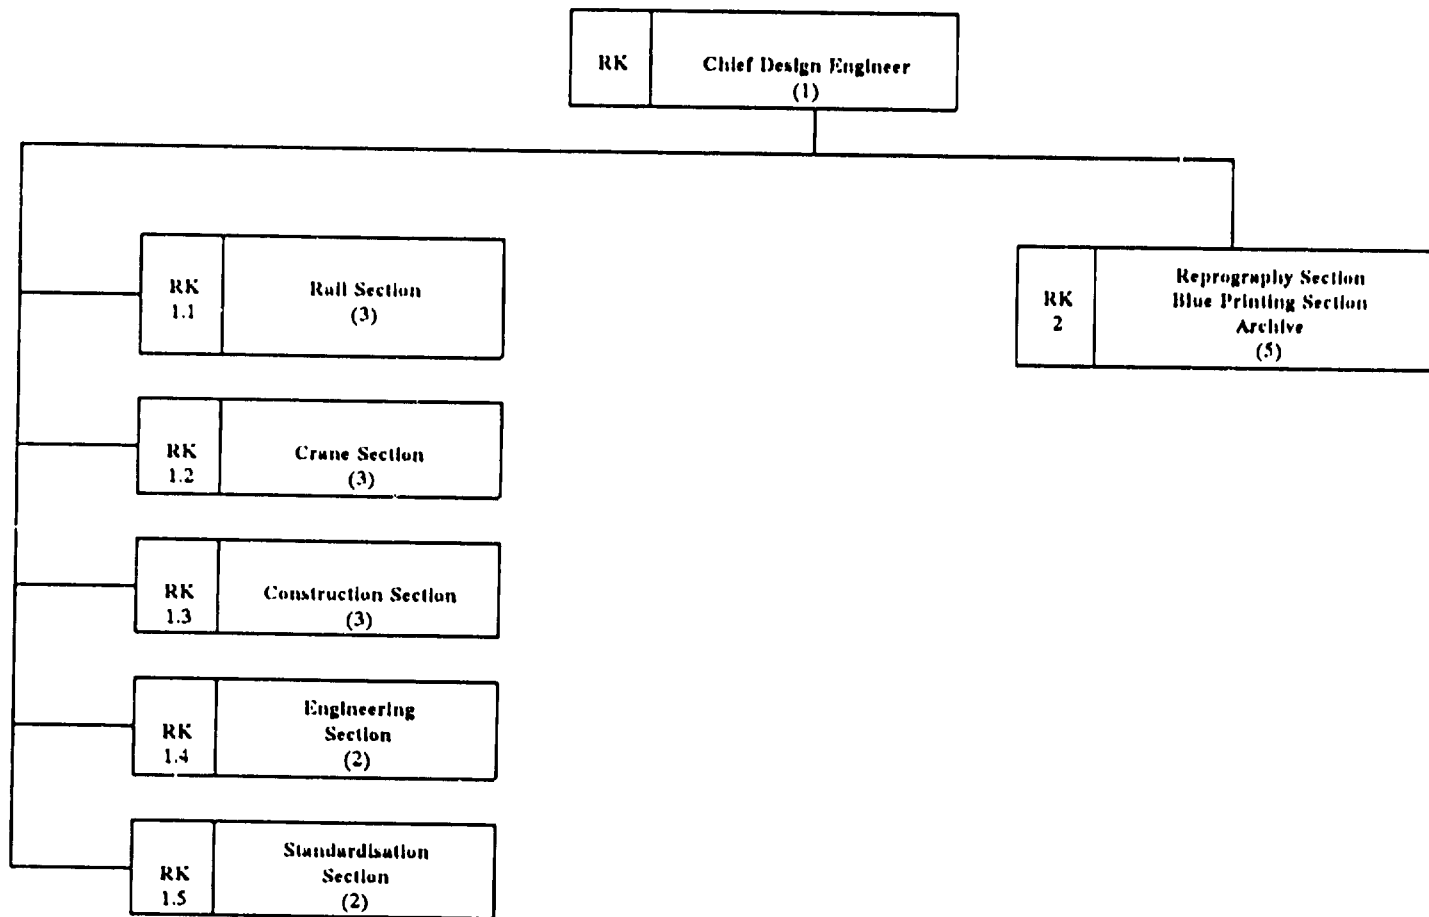 RK
Chief Design Engineer
(1)
RK
1.1
Rail Section
(3)
RK
2
Reprography Section
Blue Printing Section
Archive
(5)
RK
1.2
Crane Section
(3)
RK
1.3
Construction Section
(3)
RK
1.4
Engineering
Section
(2)
RK
1.5
Standardisation
Section
(2)